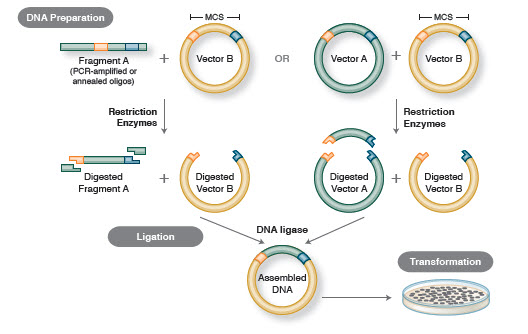 DNA Preparation
MCS
MCS
Fragment A
(PCR-amplified or
annealed oligos)
+
Vector B
OR
Vector A
+
Vector B
Restriction
Enzymes
Restriction
Enzymes
Digested
Fragment A
+
Digested
Vector B
Digested
Vector A
+
Digested
Vector B
Ligation
DNA ligase
Assembled
DNA
Transformation